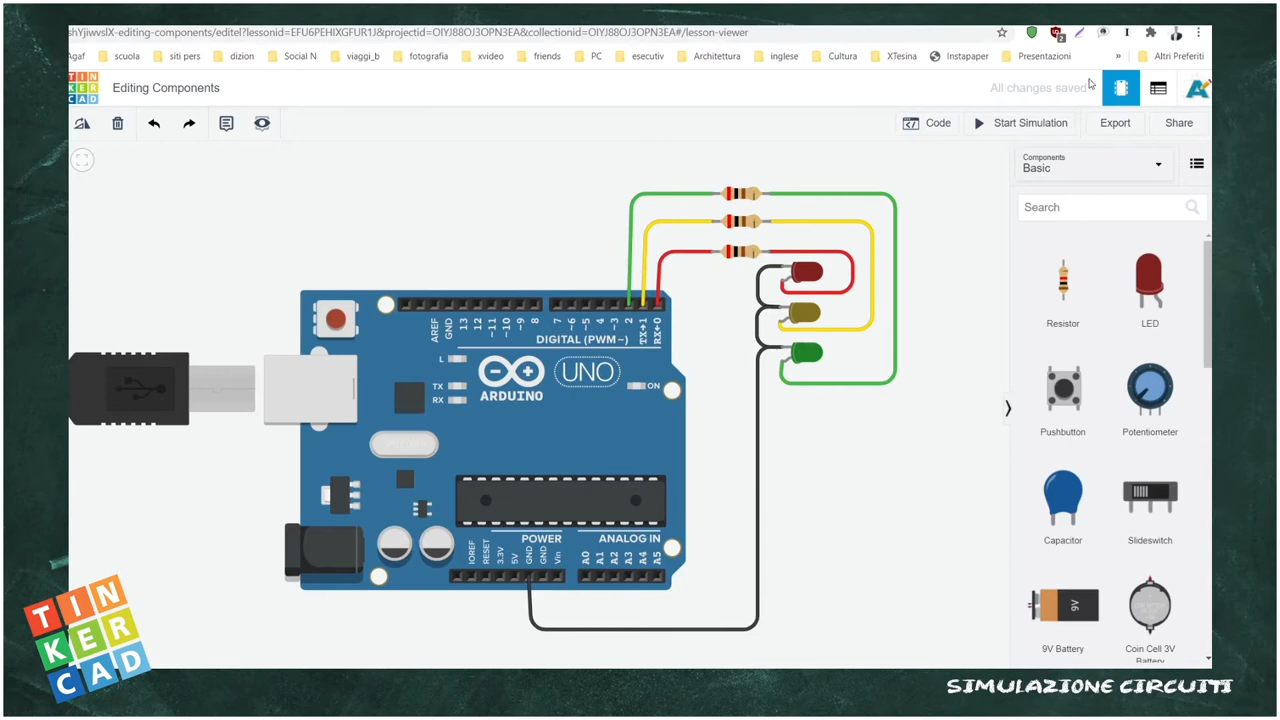 shYjiwvslX-editing-components/editel?lessonid=EFU6PEHIXGFIR1J&projectid=OIYJ88OJ3OPN3EA&collectionid=OIYJ88OJ3OPN3EA#/lesson-viewer
Agaf scuola siti pers dizion Social N viaggi_b fotografia xvideo friends PC esecutiv Architettura inglese Cultura XTesina Instapaper Presentazioni » Altri Preferiti
TINKERCAD Editing Components All changes saved
Code Start Simulation Export Share
Components
Basic
Search
Resistor LED
Pushbutton Potentiometer
Capacitor Slideswitch
9V
9V Battery Coin Cell 3V
Battery
AREF GND 13 12 ~11 ~10 ~9 8 7 ~6 ~5 4 ~3 2 TX→1 RX←0
DIGITAL (PWM~)
L
TX
RX
ARDUINO
UNO
ON
POWER ANALOG IN
IOREF RESET 3.3V 5V GND GND Vin A0 A1 A2 A3 A4 A5
TIN
KER
CAD
SIMULAZIONE CIRCUITI